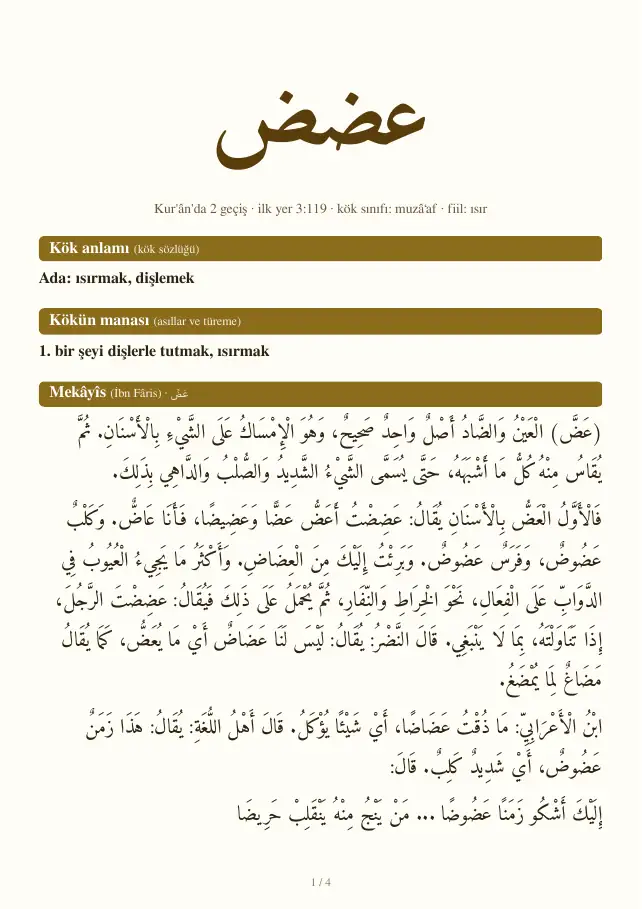 عضض
Kur'ân'da 2 geçiş · ilk yer 3:119 · kök sınıfı: muzâ'af · fiil: ısır
Kök anlamı (kök sözlüğü)
Ada: ısırmak, dişlemek
Kökün manası (asıllar ve türeme)
1. bir şeyi dişlerle tutmak, ısırmak
Mekâyîs (İbn Fâris) · عَضَّ
(عَضَّ) الْعَيْنُ وَالضَّادُ أَصْلٌ وَاحِدٌ صَحِيحٌ، وَهُوَ الْإِمْسَاكُ عَلَى الشَّيْءِ بِالْأَسْنَانِ. ثُمَّ
يُقَاسُ مِنْهُ كُلُّ مَا أَشْبَهَهُ، حَتَّى يُسَمَّى الشَّيْءُ الشَّدِيدُ وَالصُّلْبُ وَالدَّاهِي بِذَلِكَ.
فَالْأَوَّلُ الْعَضُّ بِالْأَسْنَانِ يُقَالُ: عَضِضْتُ أَعَضُّ عَضًّا وَعَضِيضًا، فَأَنَا عَاضٌّ. وَكَلْبٌ
عَضُوضٌ، وَفَرَسٌ عَضُوضٌ. وَبَرِئْتُ إِلَيْكَ مِنَ الْعِضَاضِ. وَأَكْثَرُ مَا يَجِيءُ الْعُيُوبُ فِي
الدَّوَابِّ عَلَى الْفِعَالِ، نَحْوَ الْخِرَاطِ وَالنِّفَارِ، ثُمَّ يُحْمَلُ عَلَى ذَلِكَ فَيُقَالُ: عَضِضْتَ الرَّجُلَ،
إِذَا تَنَاوَلْتَهُ، بِمَا لَا يَنْبَغِي. قَالَ النَّضْرُ: يُقَالُ: لَيْسَ لَنَا عَضَاضٌ أَيْ مَا يُعَضُّ، كَمَا يُقَالُ
مَضَاغٌ لِمَا يُمْضَغُ.
ابْنُ الْأَعْرَابِيِّ: مَا ذُقْتُ عَضَاضًا، أَيْ شَيْئًا يُؤْكَلُ. قَالَ أَهْلُ اللُّغَةِ: يُقَالُ: هَذَا زَمَنٌ
عَضُوضٌ، أَيْ شَدِيدٌ كَلِبٌ. قَالَ:
إِلَيْكَ أَشْكُو زَمَنًا عَضُوضًا ... مَنْ يَنْجُ مِنْهُ يَنْقَلِبْ حَرِيضَا
1 / 4